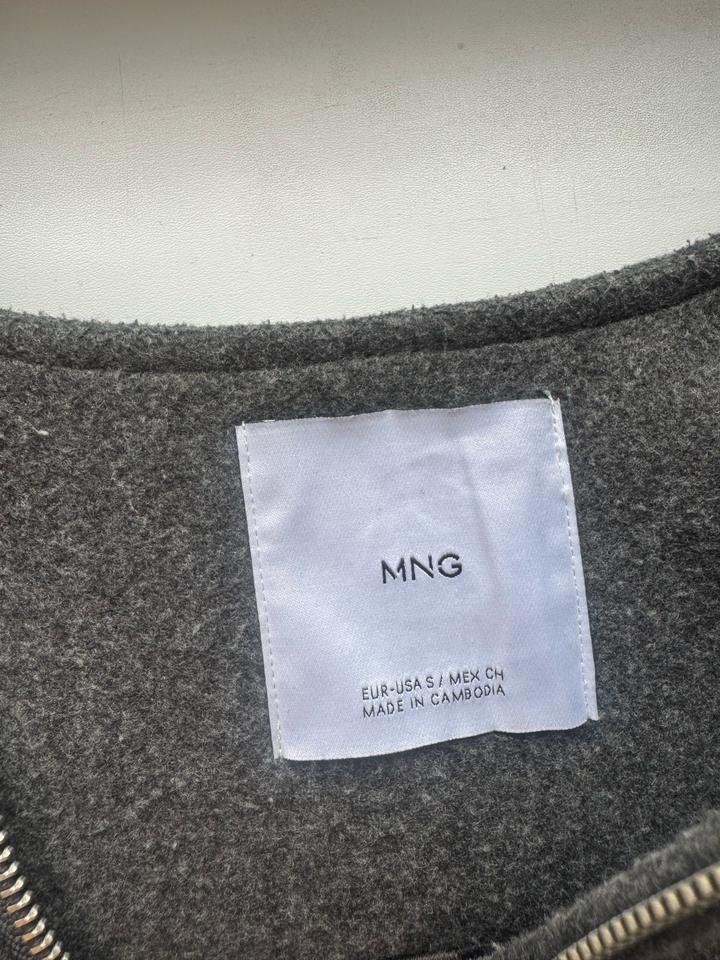 MNG
EUR-USA S / MEX CH
MADE IN CAMBODIA